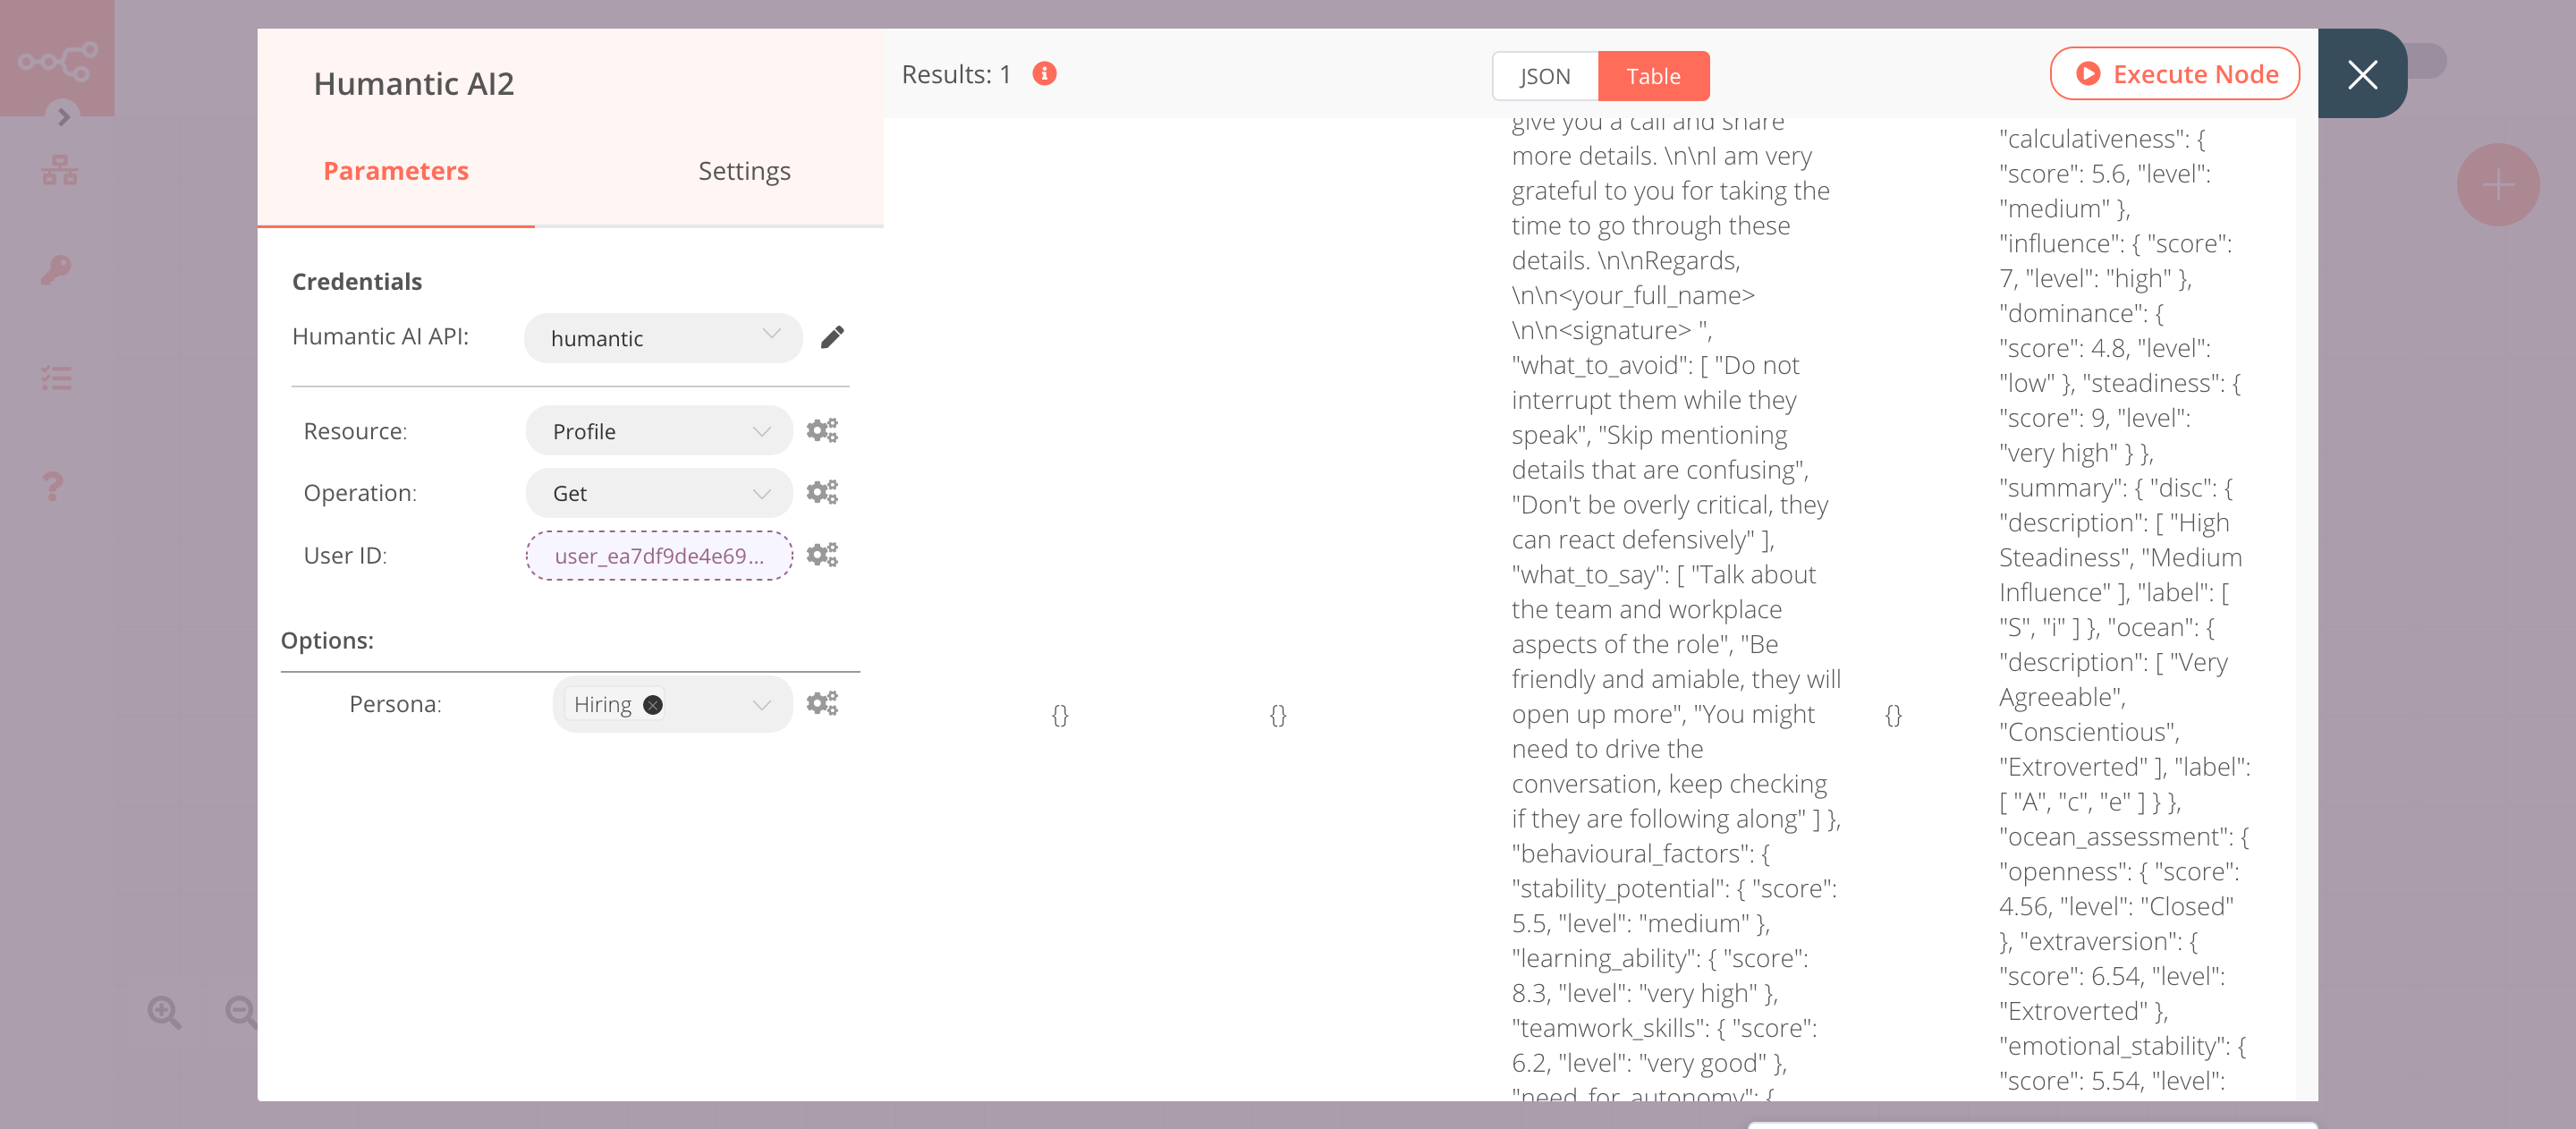 Humantic AI2
Parameters
Settings
Credentials
Humantic AI API:
humantic
Resource:
Profile
Operation:
Get
User ID:
user_ea7df9de4e69...
Options:
Persona:
Hiring
Results: 1
JSON
Table
Execute Node
{}
{}
give you a call and share
more details. \n\nI am very
grateful to you for taking the
time to go through these
details. \n\nRegards,
\n\n<your_full_name>
\n\n<signature> ",
"what_to_avoid": [ "Do not
interrupt them while they
speak", "Skip mentioning
details that are confusing",
"Don't be overly critical, they
can react defensively" ],
"what_to_say": [ "Talk about
the team and workplace
aspects of the role", "Be
friendly and amiable, they will
open up more", "You might
need to drive the
conversation, keep checking
if they are following along" ] },
"behavioural_factors": {
"stability_potential": { "score":
5.5, "level": "medium" },
"learning_ability": { "score":
8.3, "level": "very high" },
"teamwork_skills": { "score":
6.2, "level": "very good" },
"need_for_autonomy": {
{}
"calculativeness": {
"score": 5.6, "level":
"medium" },
"influence": { "score":
7, "level": "high" },
"dominance": {
"score": 4.8, "level":
"low" }, "steadiness": {
"score": 9, "level":
"very high" } },
"summary": { "disc": {
"description": [ "High
Steadiness", "Medium
Influence" ], "label": [
"S", "i" ] }, "ocean": {
"description": [ "Very
Agreeable",
"Conscientious",
"Extroverted" ], "label":
[ "A", "c", "e" ] } },
"ocean_assessment": {
"openness": { "score":
4.56, "level": "Closed"
}, "extraversion": {
"score": 6.54, "level":
"Extroverted" },
"emotional_stability": {
"score": 5.54, "level":